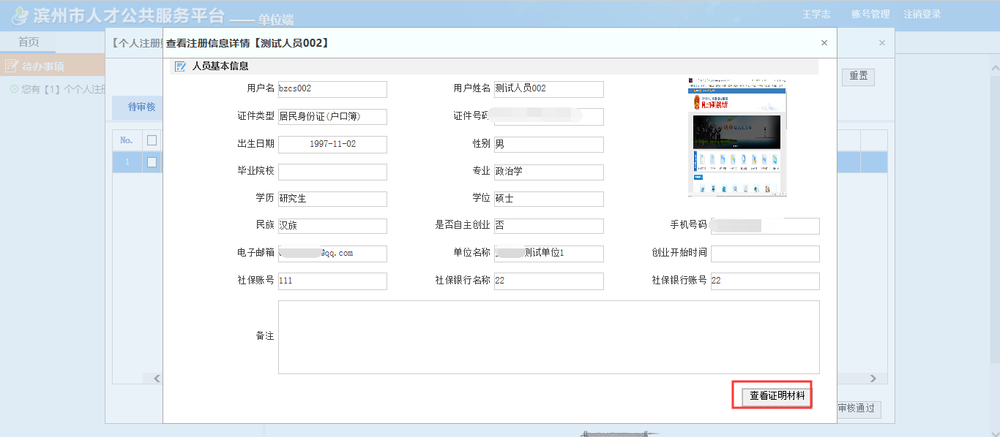 滨州市人才公共服务平台 —— 单位端
王学志 账号管理 注销登录
首页
待办事项
您有【1】个个人注册
【个人注册
待审核
重置
No.
1
审核通过
查看注册信息详情【测试人员002】 ×
人员基本信息
用户名 bzcs002 用户姓名 测试人员002
证件类型 居民身份证(户口簿) 证件号码
出生日期 1997-11-02 性别 男
毕业院校 专业 政治学
学历 研究生 学位 硕士
民族 汉族 是否自主创业 否 手机号码
电子邮箱 @qq.com 单位名称 测试单位1 创业开始时间
社保账号 111 社保银行名称 22 社保银行账号 22
备注
查看证明材料